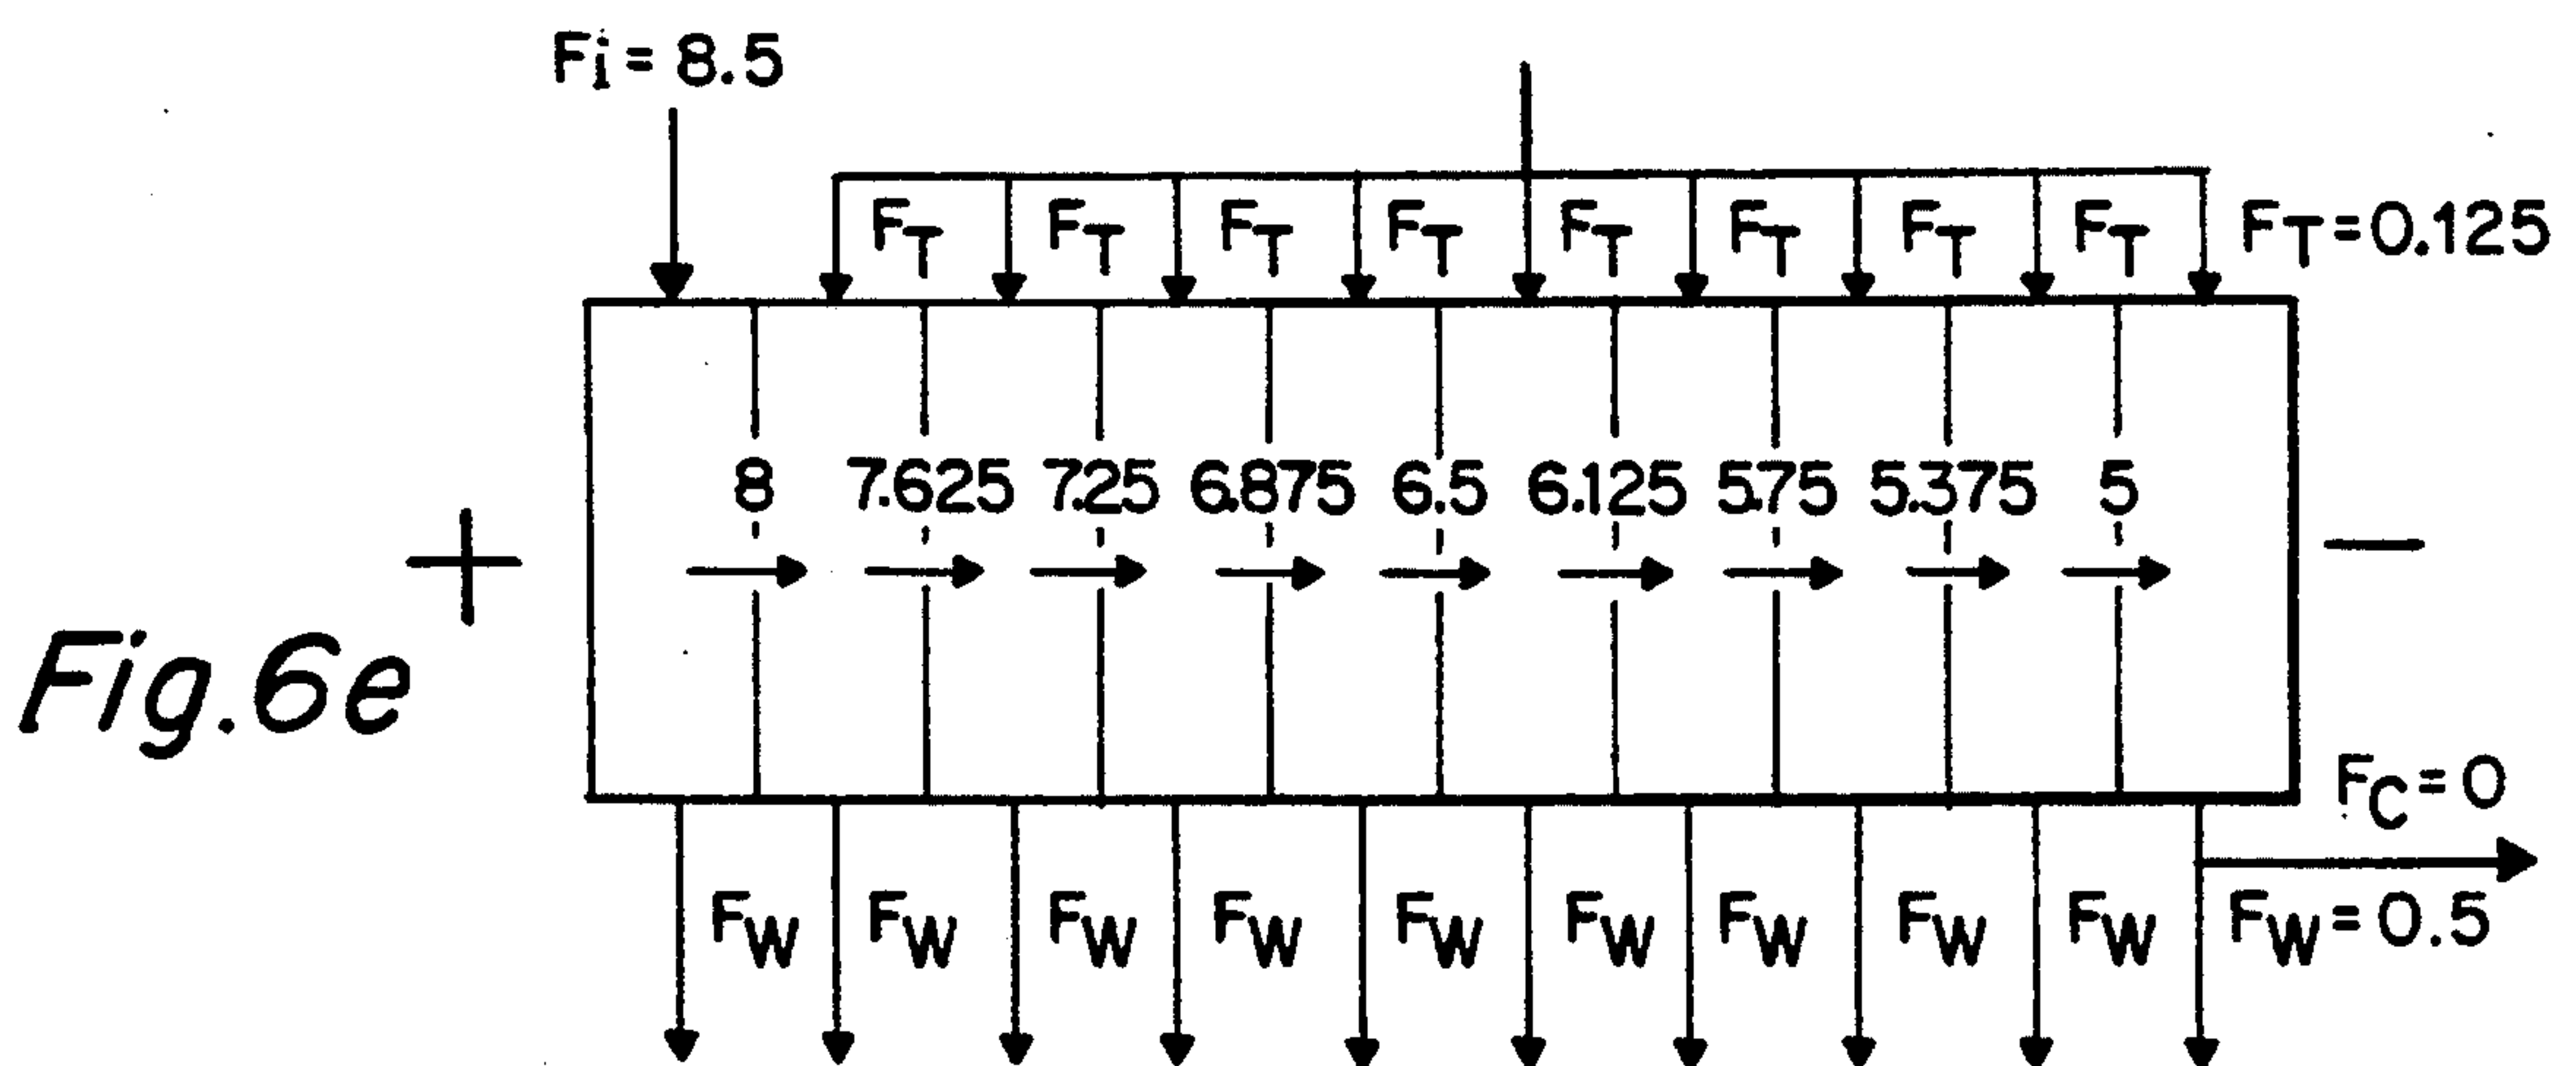 Fi = 8.5
FT FT FT FT FT FT FT FT FT = 0.125
8 7.625 7.25 6.875 6.5 6.125 5.75 5.375 5
+ −
Fig. 6e
FC = 0
FW FW FW FW FW FW FW FW FW FW = 0.5